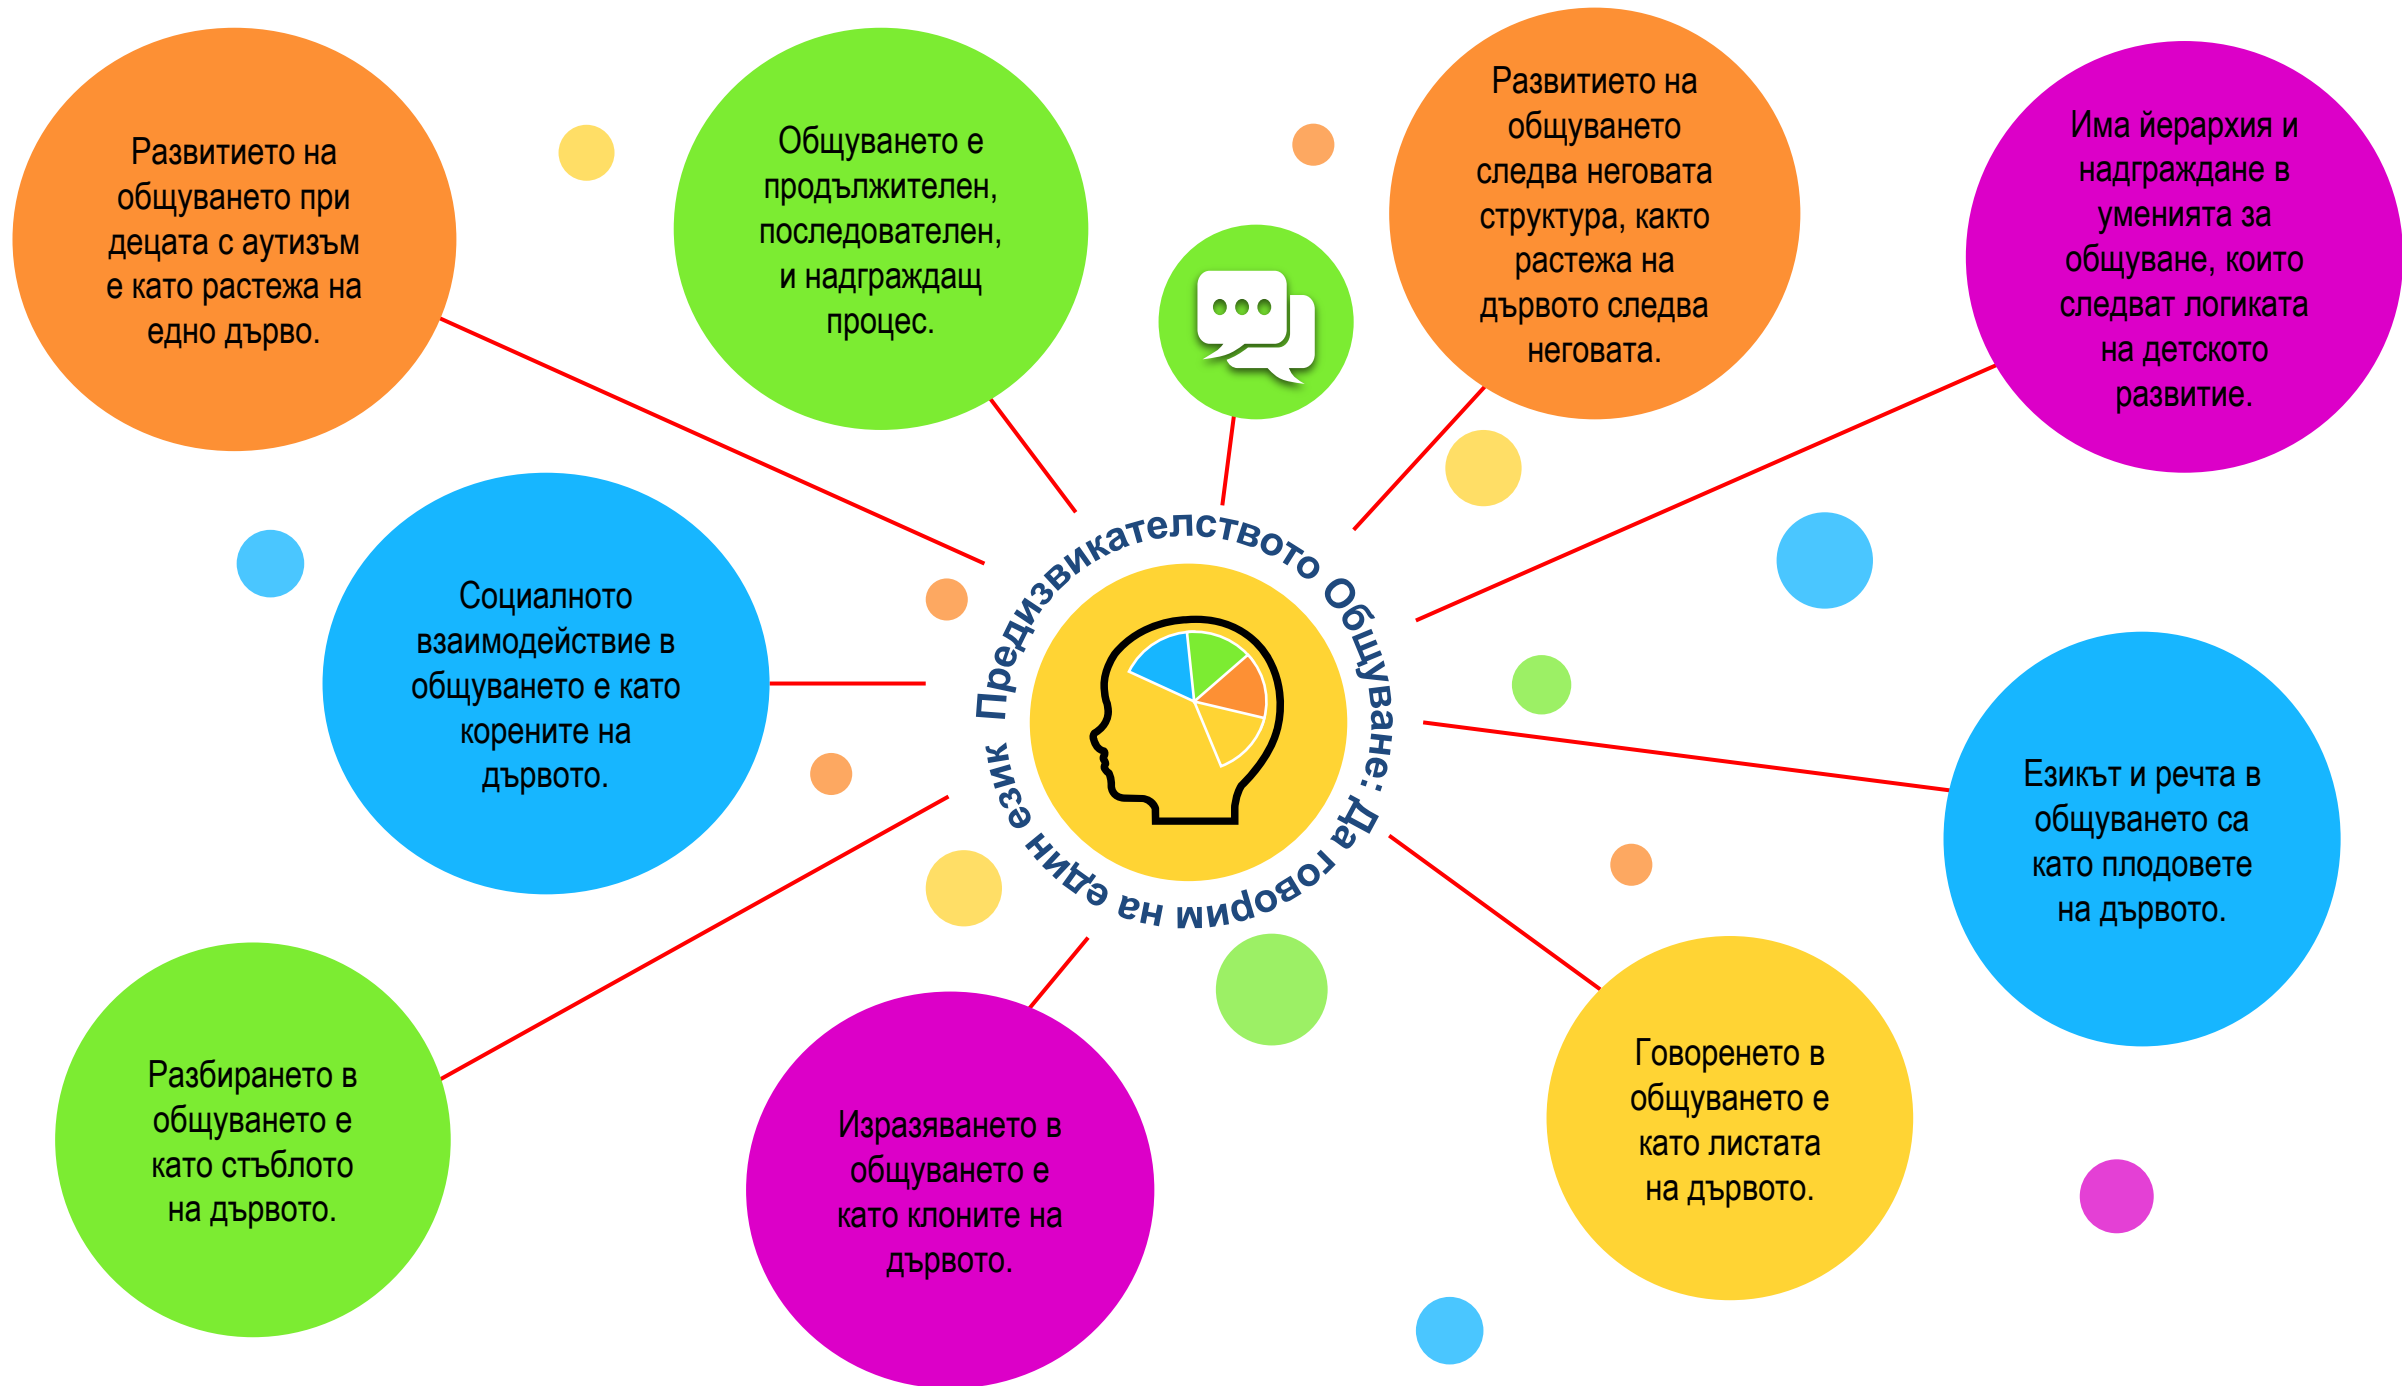 Развитието на
общуването при
децата с аутизъм
е като растежа на
едно дърво.
Общуването е
продължителен,
последователен,
и надграждащ
процес.
Развитието на
общуването
следва неговата
структура, както
растежа на
дървото следва
неговата.
Има йерархия и
надграждане в
уменията за
общуване, които
следват логиката
на детското
развитие.
Социалното
взаимодействие в
общуването е като
корените на
дървото.
Предизвикателството Общуване: Да говорим на един език
Езикът и речта в
общуването са
като плодовете
на дървото.
Разбирането в
общуването е
като стъблото
на дървото.
Изразяването в
общуването е
като клоните на
дървото.
Говоренето в
общуването е
като листата
на дървото.